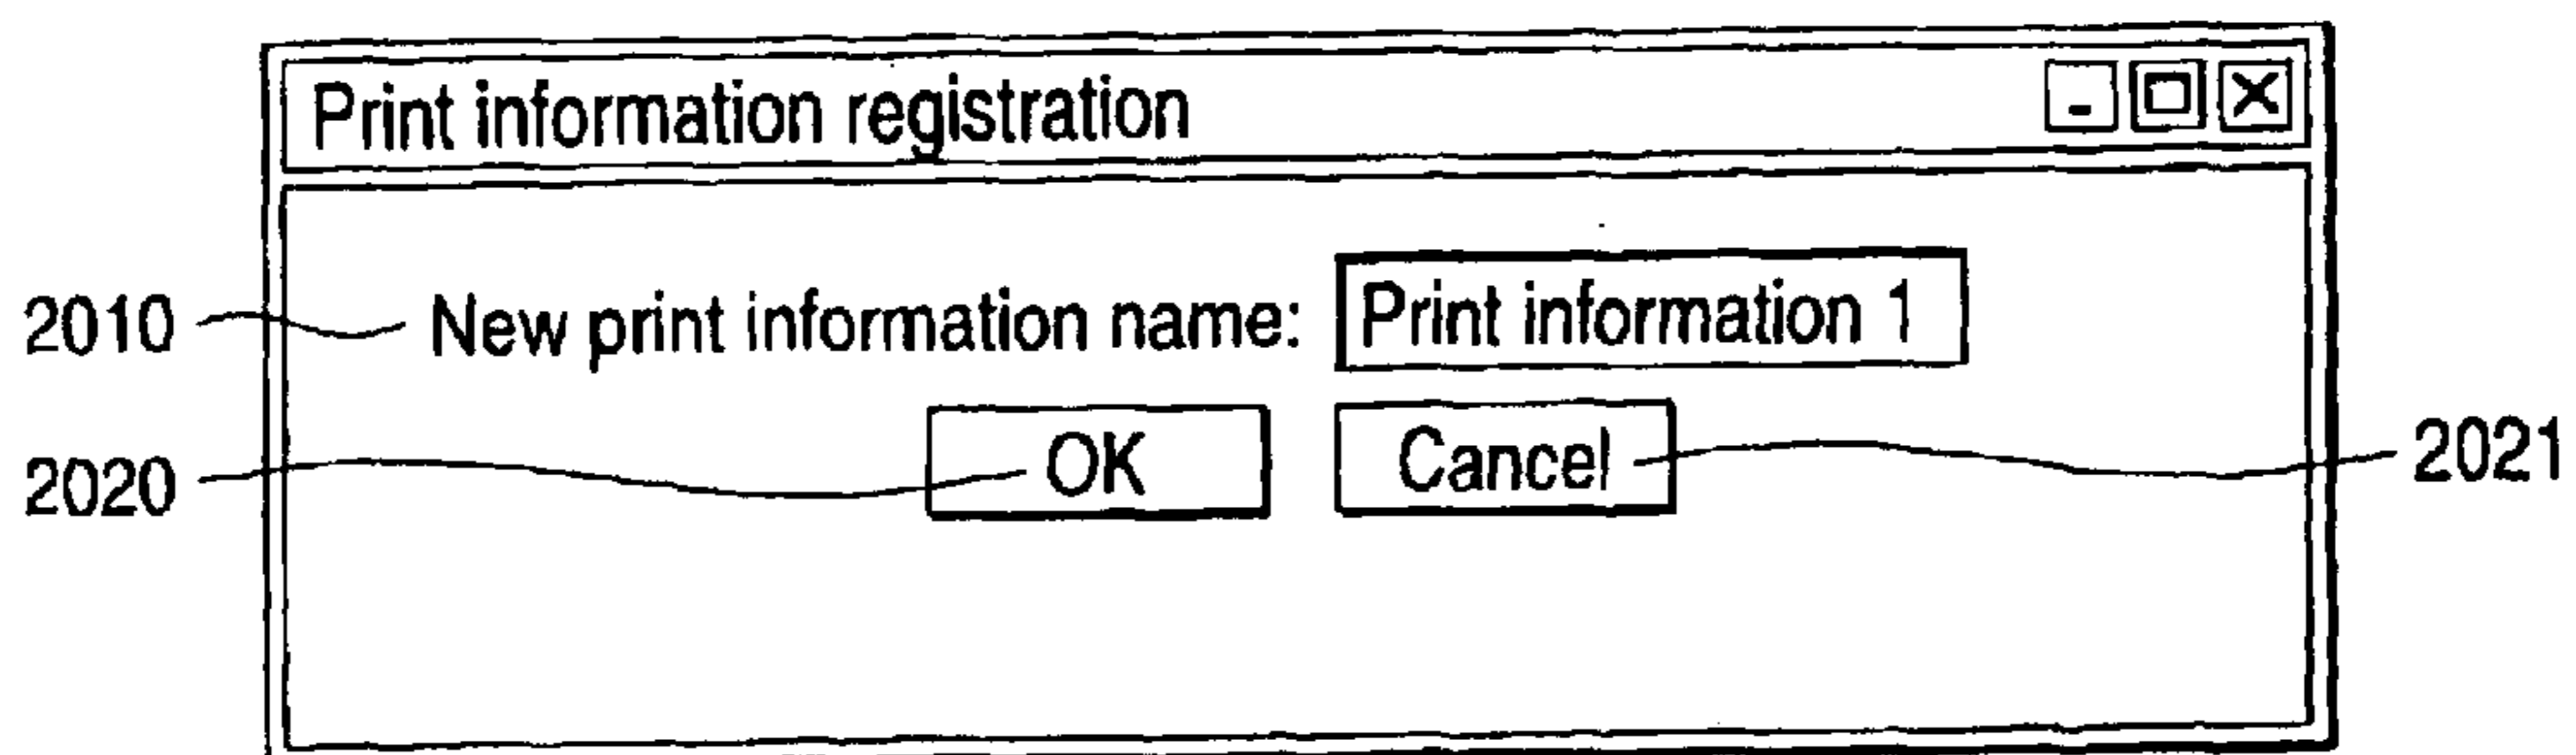 Print information registration
2010 New print information name: Print information 1
2020 OK Cancel 2021